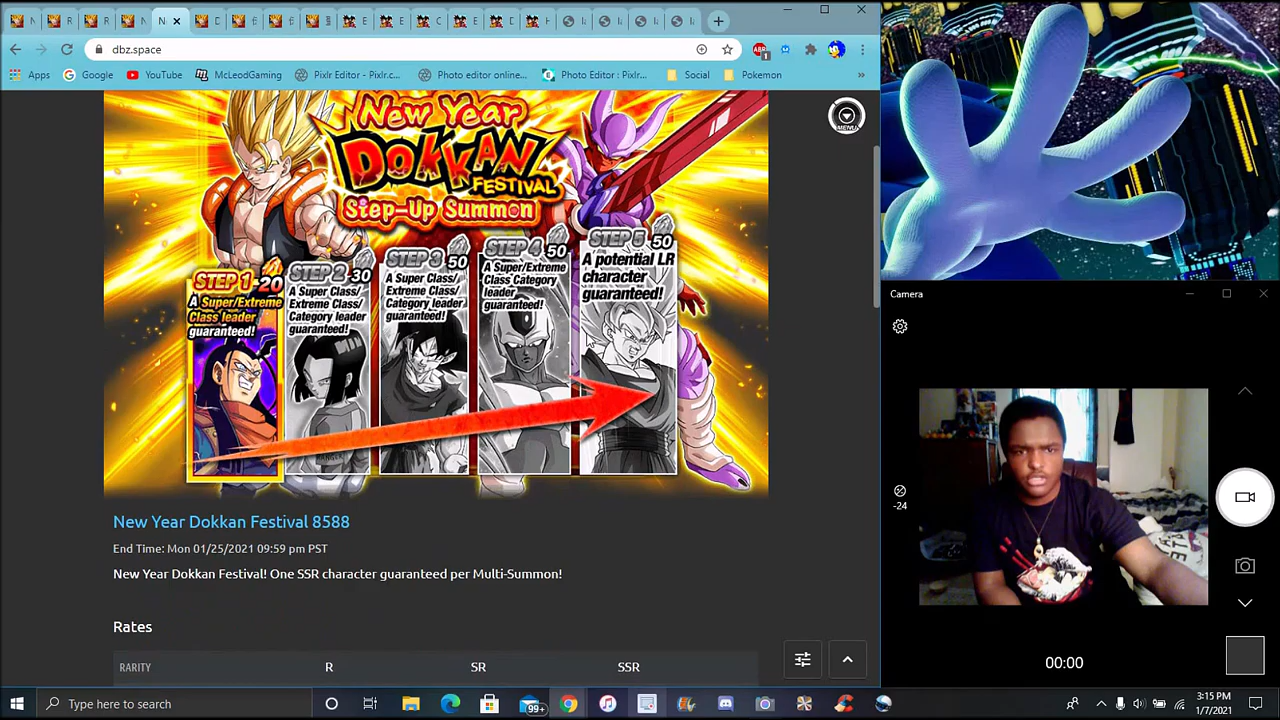 dbz.space
Apps
Google
YouTube
McLeodGaming
Pixlr Editor - Pixlr.c...
Photo editor online...
Photo Editor : Pixlr...
Social
Pokemon
»
New Year
DOKKAN
FESTIVAL
Step-Up Summon
MENU
STEP 1 20
A Super/Extreme
Class leader
guaranteed!
STEP 2 30
A Super Class/
Extreme Class/
Category leader
guaranteed!
STEP 3 50
A Super Class/
Extreme Class/
Category leader
guaranteed!
STEP 4 50
A Super/Extreme
Class Category
leader
guaranteed!
STEP 5 50
A potential LR
character
guaranteed!
New Year Dokkan Festival 8588
End Time: Mon 01/25/2021 09:59 pm PST
New Year Dokkan Festival! One SSR character guaranteed per Multi-Summon!
Rates
RARITY R SR SSR
Camera
-24
00:00
Type here to search
99+
3:15 PM
1/7/2021